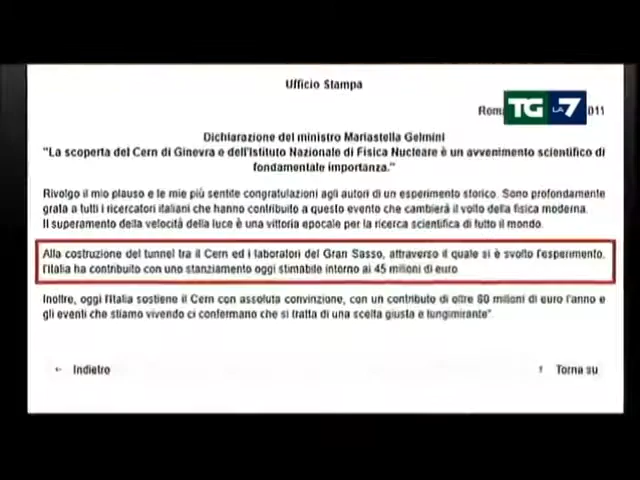 Ufficio Stampa
Roma
TG LA 7
011
Dichiarazione del ministro Mariastella Gelmini
"La scoperta del Cern di Ginevra e dell'Istituto Nazionale di Fisica Nucleare è un avvenimento scientifico di
fondamentale importanza."
Rivolgo il mio plauso e le mie più sentite congratulazioni agli autori di un esperimento storico. Sono profondamente
grata a tutti i ricercatori italiani che hanno contribuito a questo evento che cambierà il volto della fisica moderna.
Il superamento della velocità della luce è una vittoria epocale per la ricerca scientifica di tutto il mondo.
Alla costruzione del tunnel tra il Cern ed i laboratori del Gran Sasso, attraverso il quale si è svolto l'esperimento,
l'Italia ha contribuito con uno stanziamento oggi stimabile intorno ai 45 milioni di euro
Inoltre, oggi l'Italia sostiene il Cern con assoluta convinzione, con un contributo di oltre 80 milioni di euro l'anno e
gli eventi che stiamo vivendo ci confermano che si tratta di una scelta giusta e lungimirante".
← Indietro
↑ Torna su